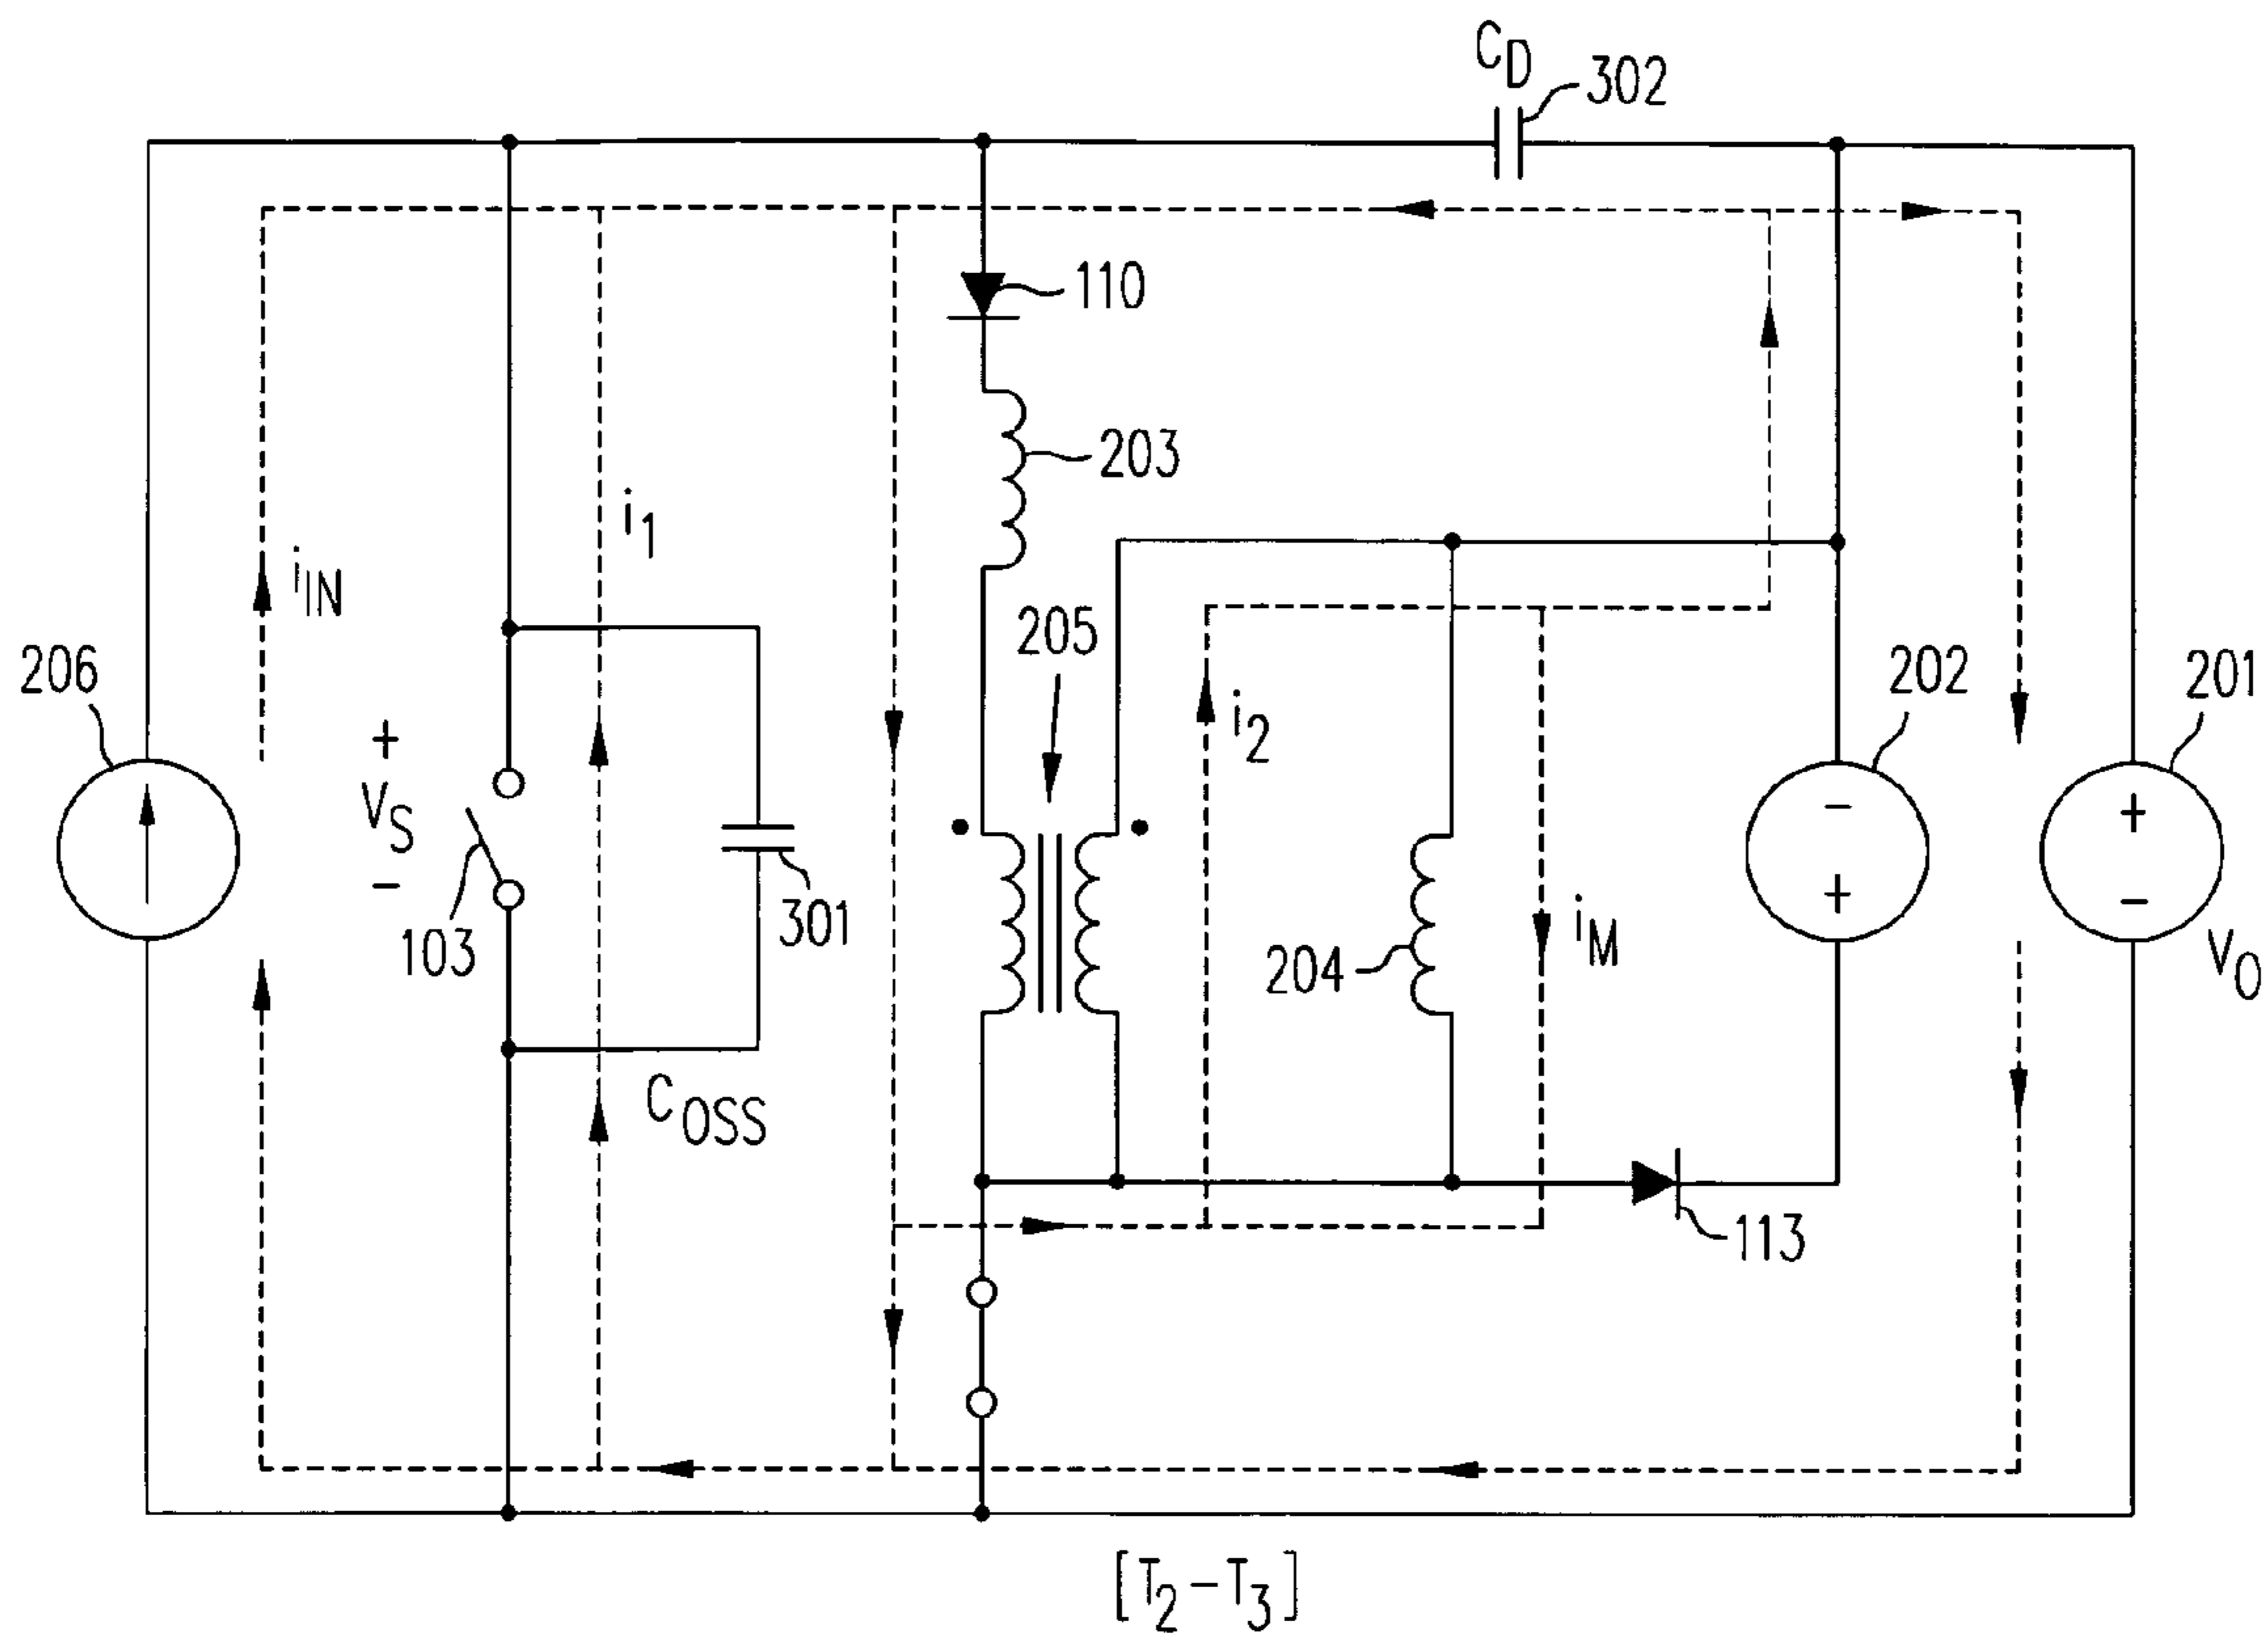 C_D
302
110
203
i_1
i_IN
205
206
202
201
i_2
+
V_S
−
−
+
+
−
103
301
204
i_M
V_O
C_OSS
113
[T_2−T_3]